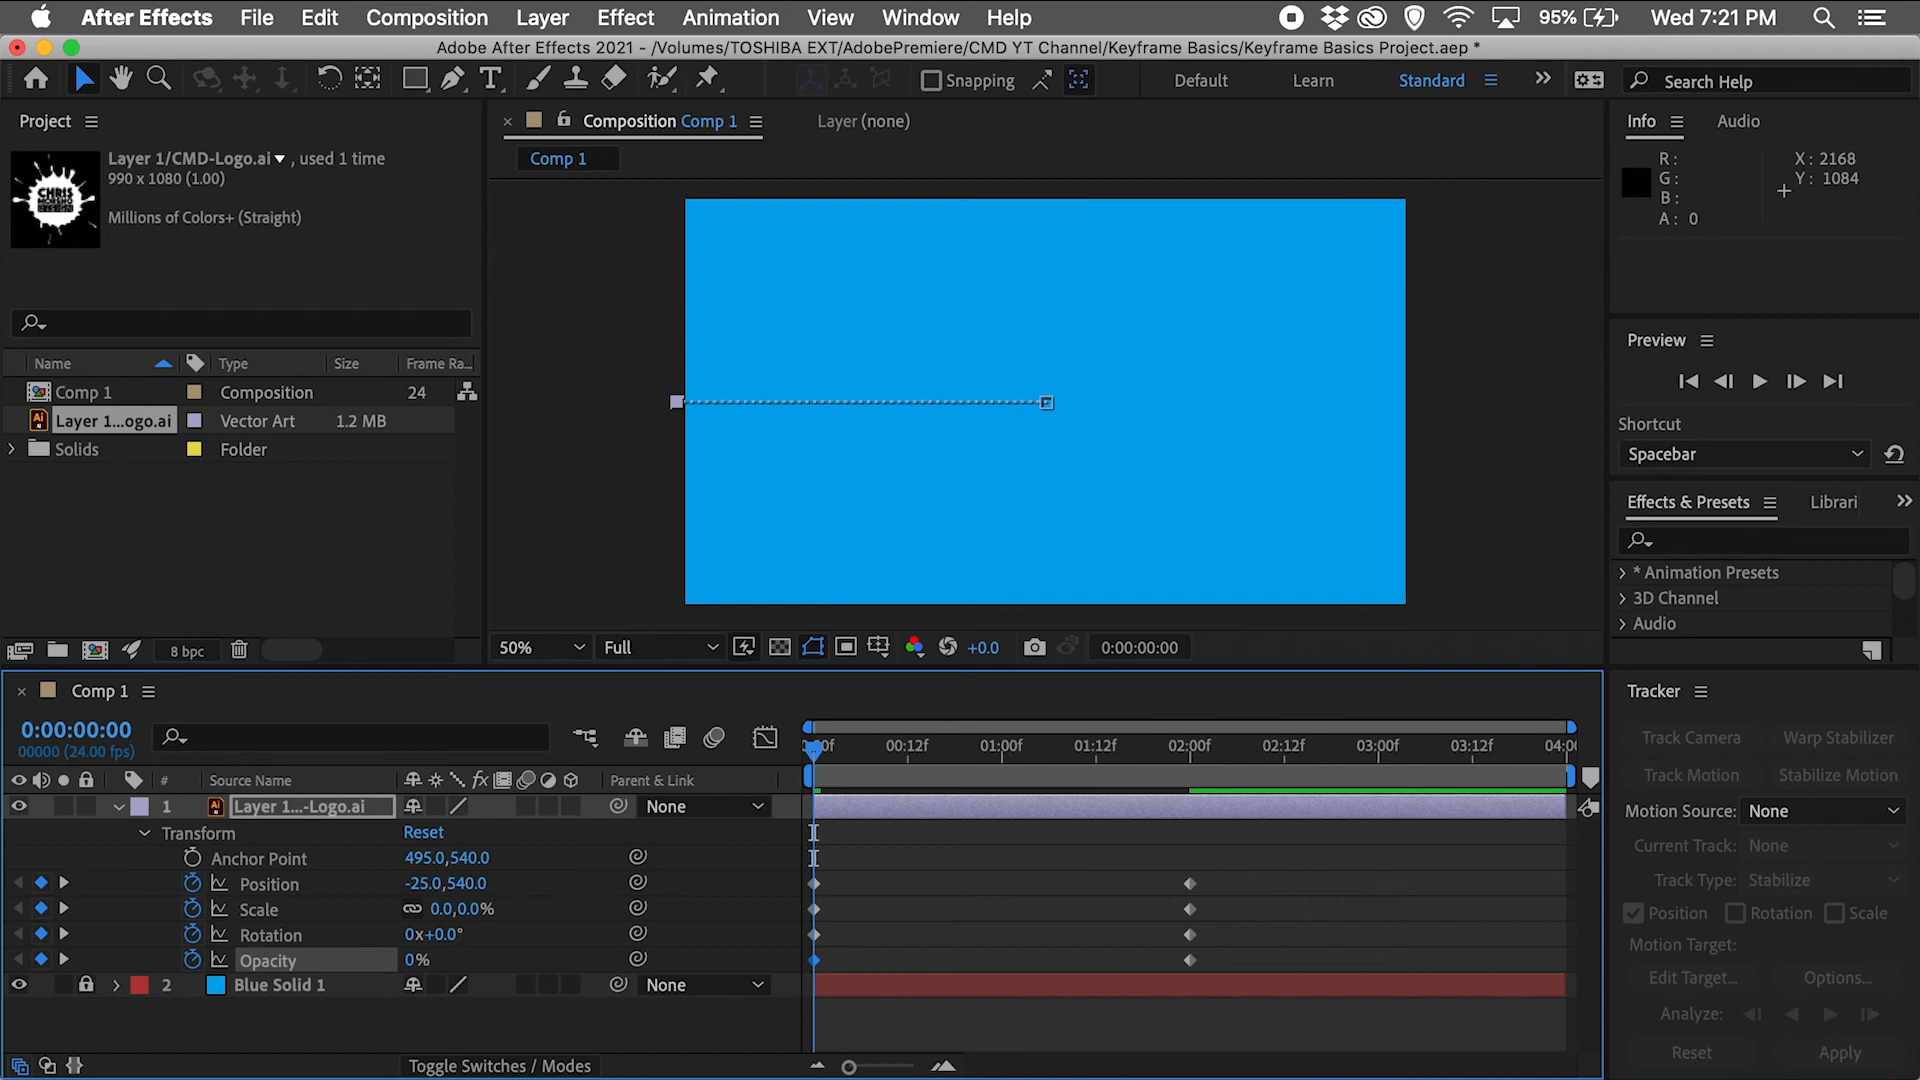 After Effects File Edit Composition Layer Effect Animation View Window Help 95% Wed 7:21 PM
Adobe After Effects 2021 - /Volumes/TOSHIBA EXT/AdobePremiere/CMD YT Channel/Keyframe Basics/Keyframe Basics Project.aep *
Snapping Default Learn Standard Search Help
Project
Layer 1/CMD-Logo.ai , used 1 time
990 x 1080 (1.00)
Millions of Colors+ (Straight)
CHRIS
Name Type Size Frame Ra...
Comp 1 Composition 24
Layer 1...ogo.ai Vector Art 1.2 MB
Solids Folder
8 bpc
Composition Comp 1 Layer (none)
Comp 1
50% Full +0.0 0:00:00:00
Info Audio
R: X: 2168
G: Y: 1084
B:
A: 0
Preview
Shortcut
Spacebar
Effects & Presets Librari
* Animation Presets
3D Channel
Audio
Comp 1
0:00:00:00
00000 (24.00 fps)
:00f 00:12f 01:00f 01:12f 02:00f 02:12f 03:00f 03:12f 04:00
# Source Name fx Parent & Link
1 Ai Layer 1...-Logo.ai None
Transform Reset
Anchor Point 495.0,540.0
Position -25.0,540.0
Scale 0.0,0.0%
Rotation 0x+0.0°
Opacity 0%
2 Blue Solid 1 None
Toggle Switches / Modes
Tracker
Track Camera Warp Stabilizer
Track Motion Stabilize Motion
Motion Source: None
Current Track: None
Track Type: Stabilize
Position Rotation Scale
Motion Target:
Edit Target... Options...
Analyze:
Reset Apply